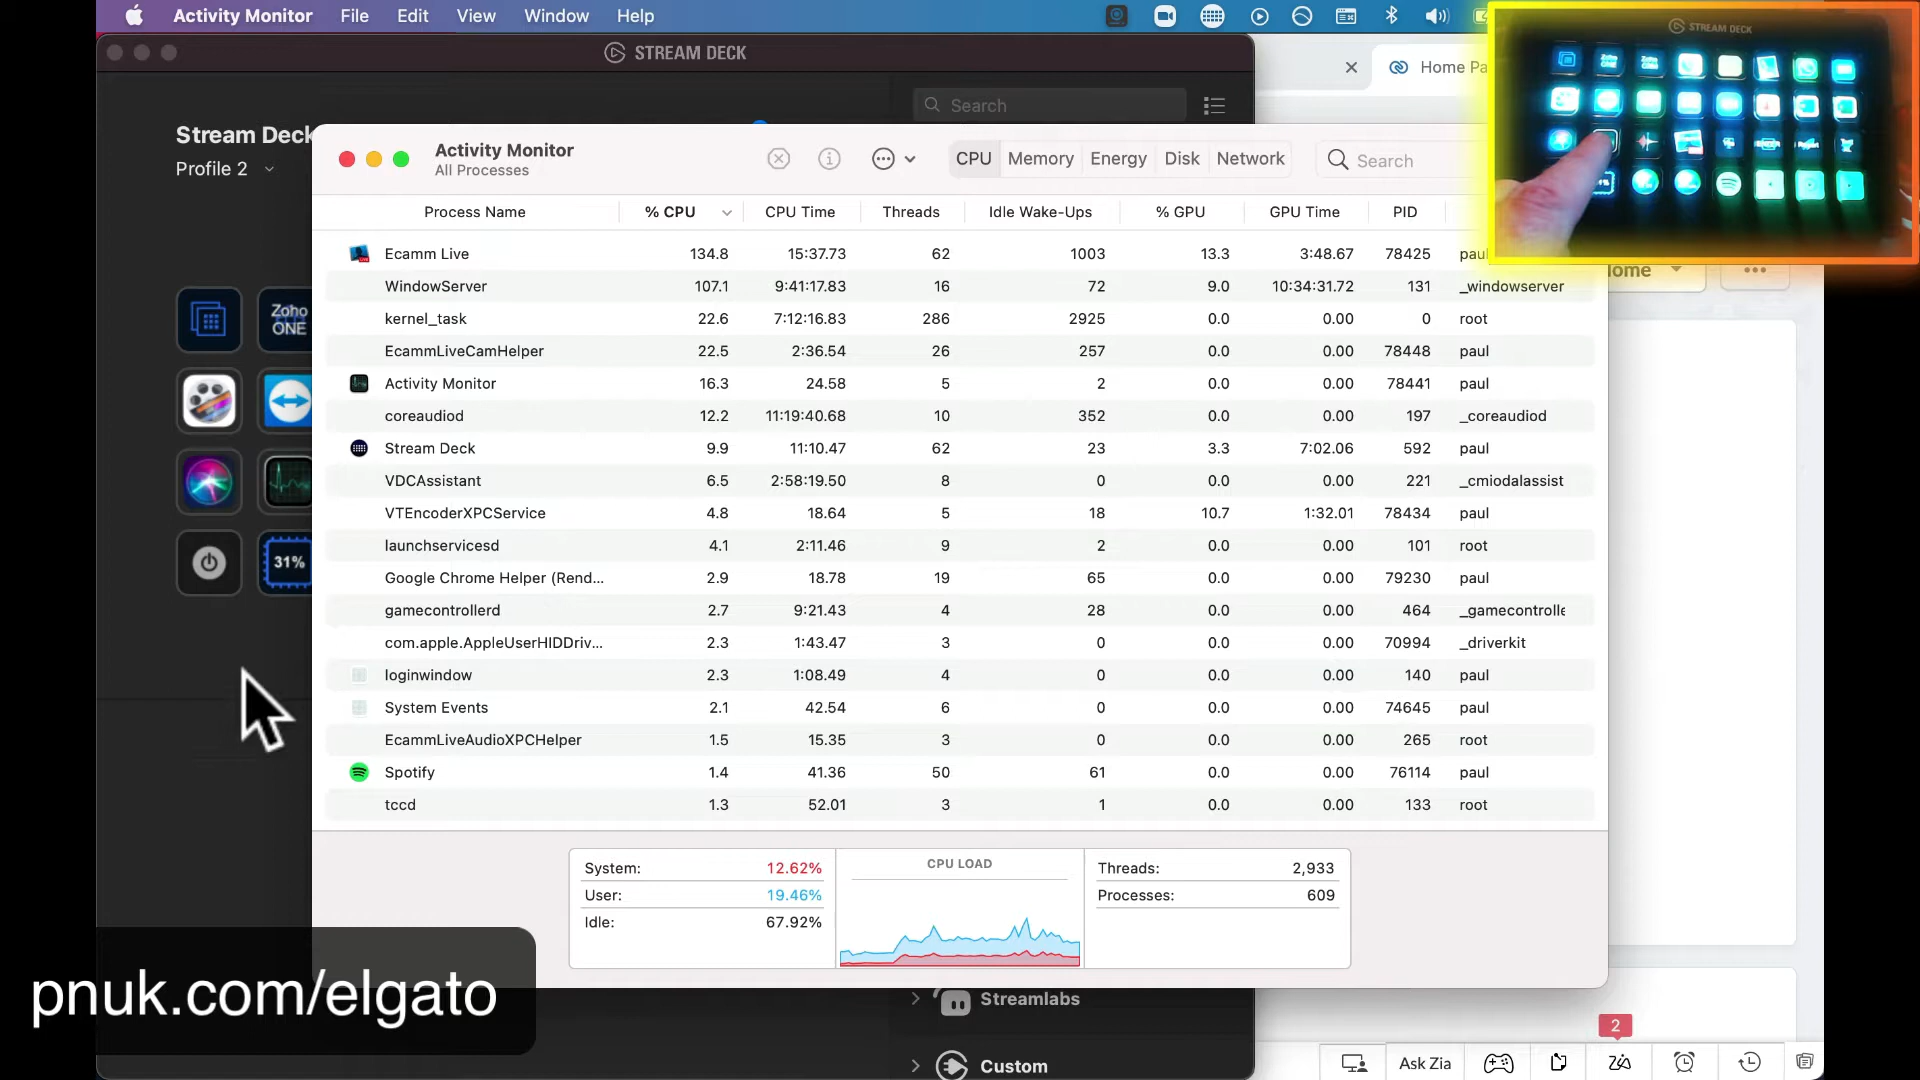 Activity Monitor File Edit View Window Help
STREAM DECK
STREAM DECK
Home Pa
Search
Stream Deck
Profile 2
Activity Monitor
All Processes
CPU Memory Energy Disk Network
Search
Process Name % CPU CPU Time Threads Idle Wake-Ups % GPU GPU Time PID
Ecamm Live 134.8 15:37.73 62 1003 13.3 3:48.67 78425 paul
WindowServer 107.1 9:41:17.83 16 72 9.0 10:34:31.72 131 _windowserver
kernel_task 22.6 7:12:16.83 286 2925 0.0 0.00 0 root
EcammLiveCamHelper 22.5 2:36.54 26 257 0.0 0.00 78448 paul
Activity Monitor 16.3 24.58 5 2 0.0 0.00 78441 paul
coreaudiod 12.2 11:19:40.68 10 352 0.0 0.00 197 _coreaudiod
Stream Deck 9.9 11:10.47 62 23 3.3 7:02.06 592 paul
VDCAssistant 6.5 2:58:19.50 8 0 0.0 0.00 221 _cmiodalassist
VTEncoderXPCService 4.8 18.64 5 18 10.7 1:32.01 78434 paul
launchservicesd 4.1 2:11.46 9 2 0.0 0.00 101 root
Google Chrome Helper (Rend... 2.9 18.78 19 65 0.0 0.00 79230 paul
gamecontrollerd 2.7 9:21.43 4 28 0.0 0.00 464 _gamecontrolle
com.apple.AppleUserHIDDriv... 2.3 1:43.47 3 0 0.0 0.00 70994 _driverkit
loginwindow 2.3 1:08.49 4 0 0.0 0.00 140 paul
System Events 2.1 42.54 6 0 0.0 0.00 74645 paul
EcammLiveAudioXPCHelper 1.5 15.35 3 0 0.0 0.00 265 root
Spotify 1.4 41.36 50 61 0.0 0.00 76114 paul
tccd 1.3 52.01 3 1 0.0 0.00 133 root
Zoho
ONE
31%
ome
System: 12.62%
User: 19.46%
Idle: 67.92%
CPU LOAD
Threads: 2,933
Processes: 609
pnuk.com/elgato
Streamlabs
Custom
2
Ask Zia